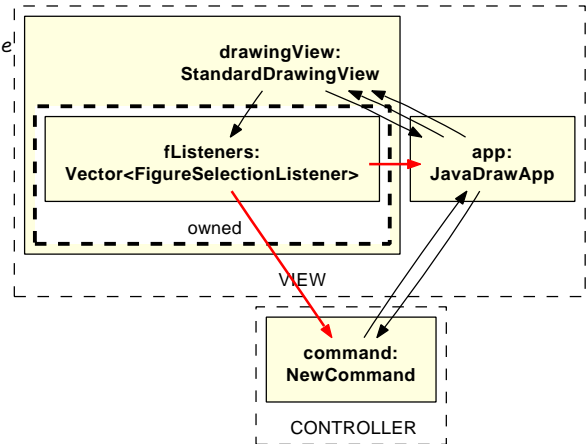 e
drawingView:
StandardDrawingView
fListeners:
Vector<FigureSelectionListener>
app:
JavaDrawApp
owned
VIEW
command:
NewCommand
CONTROLLER